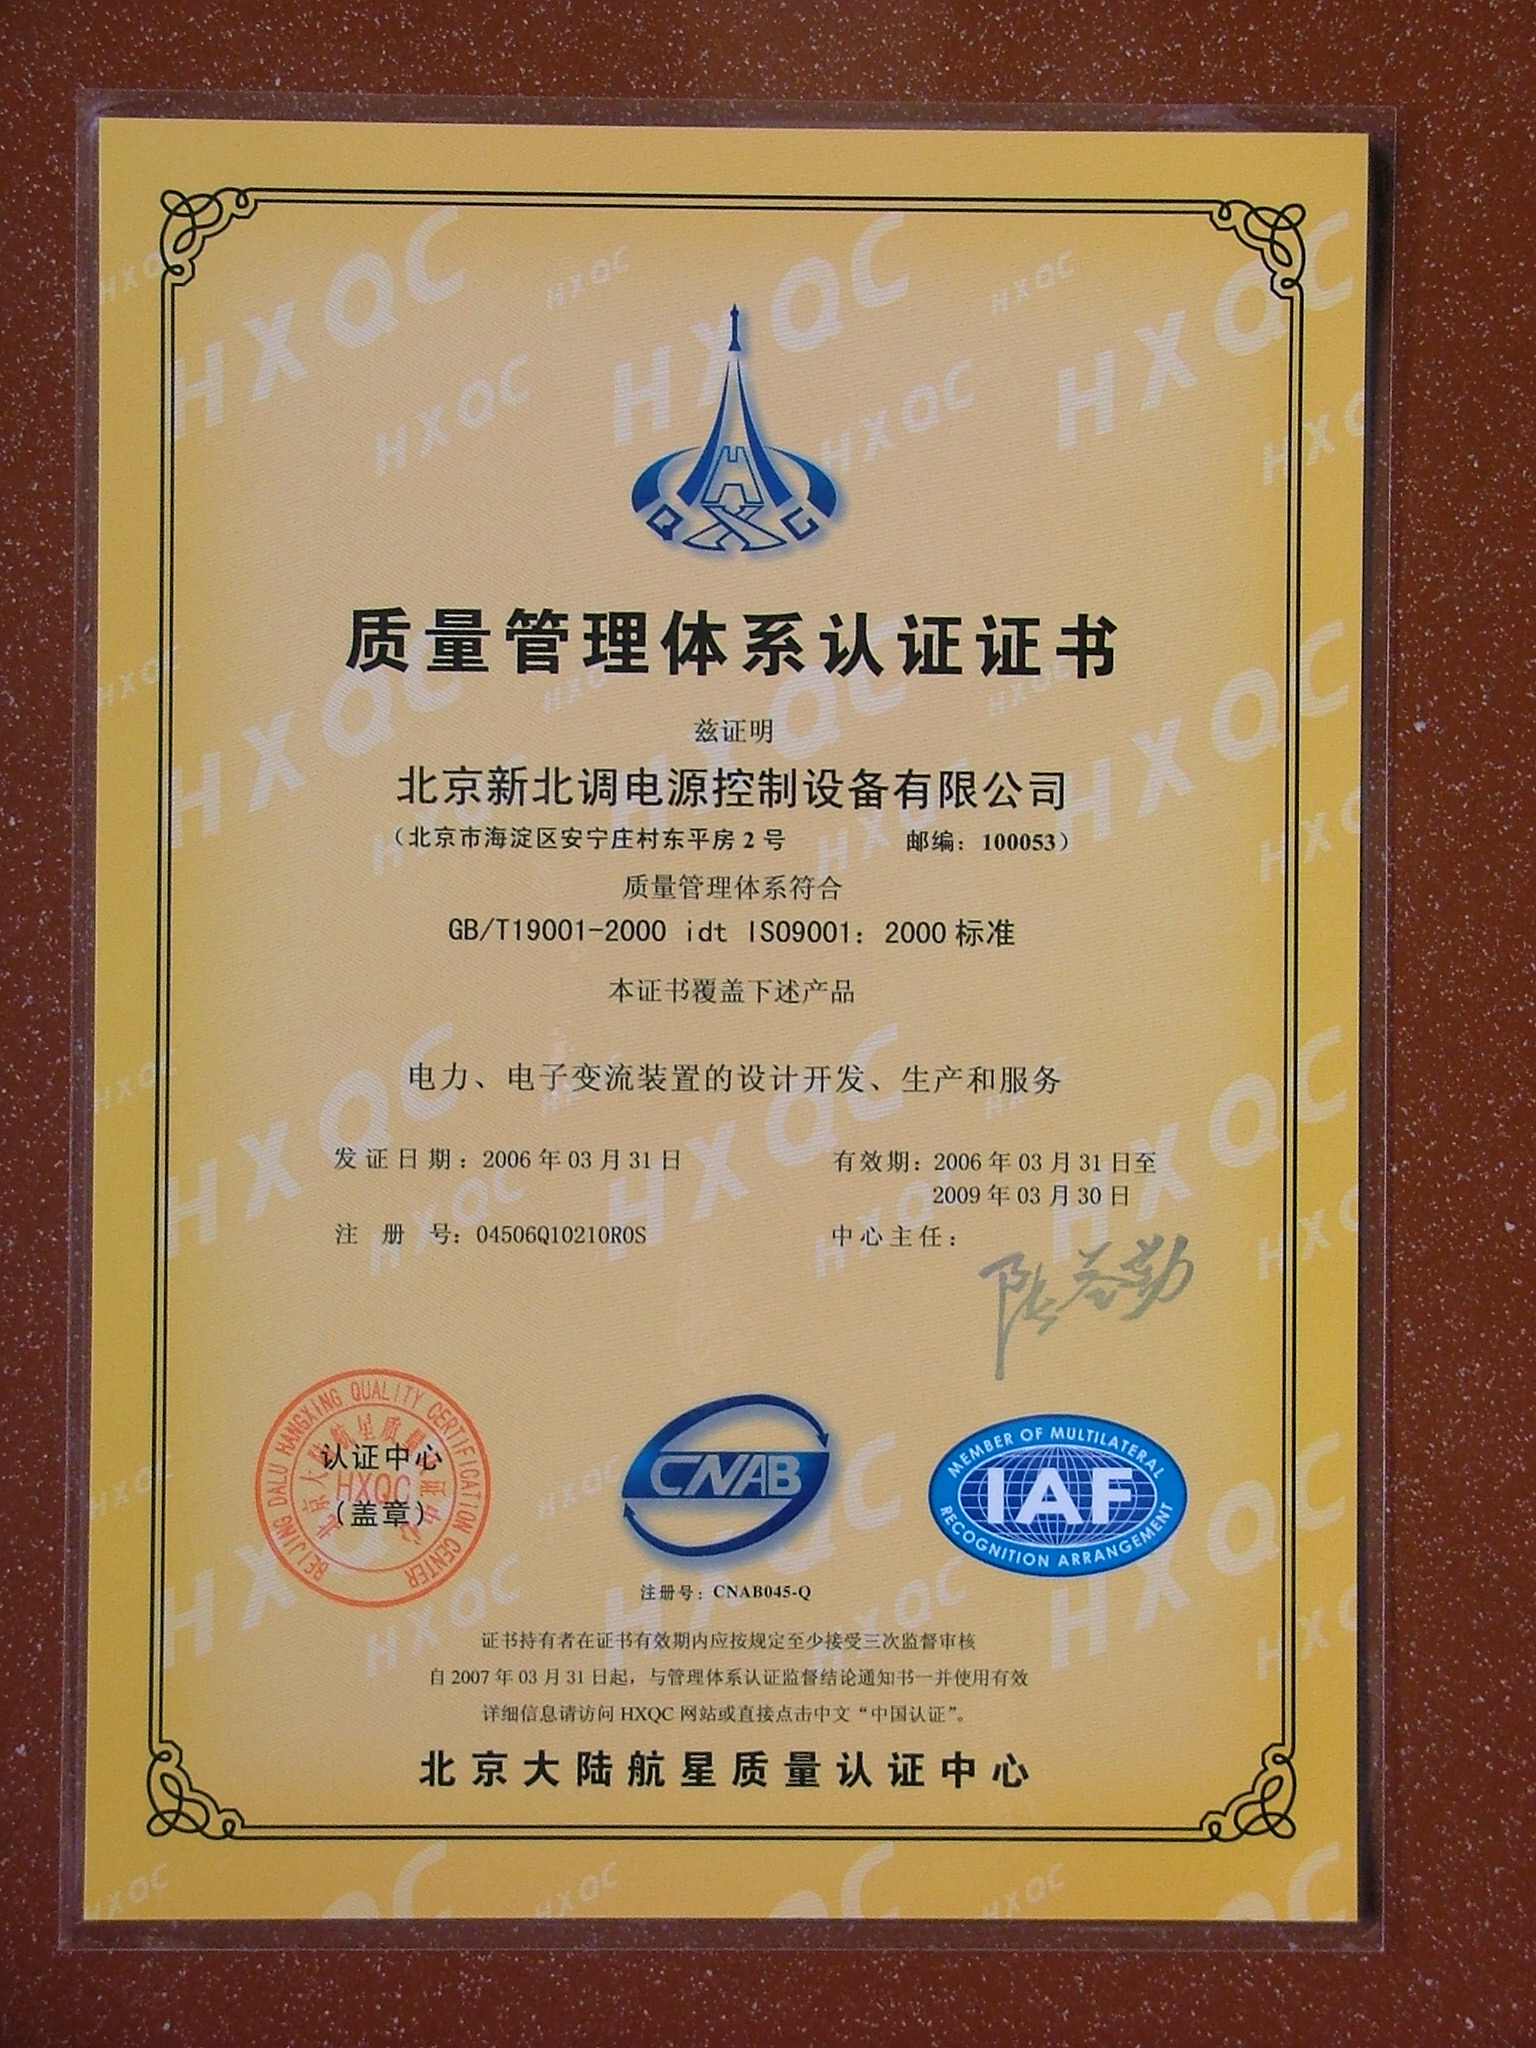 质量管理体系认证证书
兹证明
北京新北调电源控制设备有限公司
（北京市海淀区安宁庄村东平房 2 号 邮编：100053）
质量管理体系符合
GB/T19001-2000 idt ISO9001：2000 标准
本证书覆盖下述产品
电力、电子变流装置的设计开发、生产和服务
发证日期：2006 年 03 月 31 日 有效期：2006 年 03 月 31 日至
2009 年 03 月 30 日
注 册 号：04506Q10210R0S 中心主任：
BEIJING DALU HANGXING QUALITY CERTIFICATION CENTER
北京大陆航星质量认证中心
HXQC
认证中心
（盖章）
CNAB
MEMBER OF MULTILATERAL
IAF
RECOGNITION ARRANGEMENT
注册号：CNAB045-Q
证书持有者在证书有效期内应按规定至少接受三次监督审核
自 2007 年 03 月 31 日起，与管理体系认证监督结论通知书一并使用有效
详细信息请访问 HXQC 网站或直接点击中文“中国认证”。
北京大陆航星质量认证中心